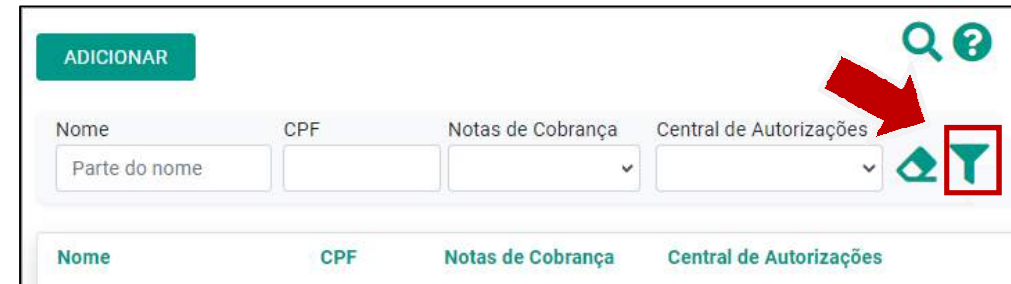 ADICIONAR
Nome CPF Notas de Cobrança Central de Autorizações
Parte do nome
Nome CPF Notas de Cobrança Central de Autorizações